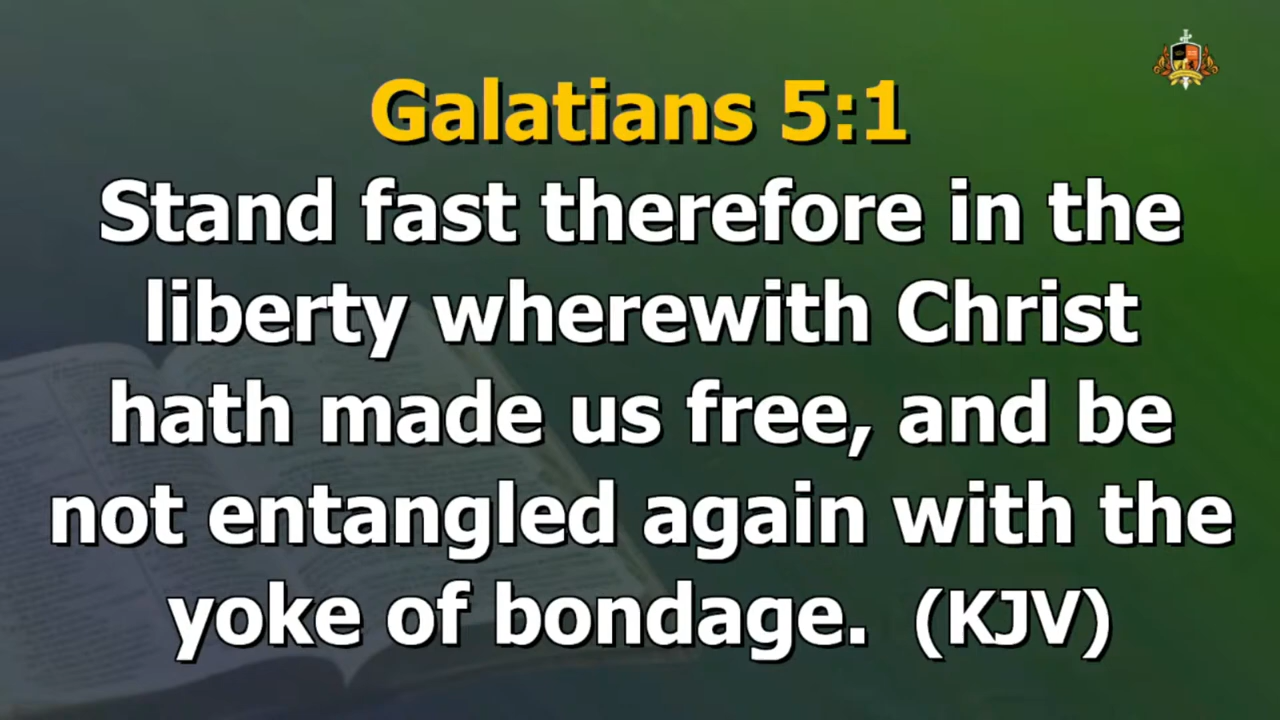 Galatians 5:1
Stand fast therefore in the
liberty wherewith Christ
hath made us free, and be
not entangled again with the
yoke of bondage.  (KJV)